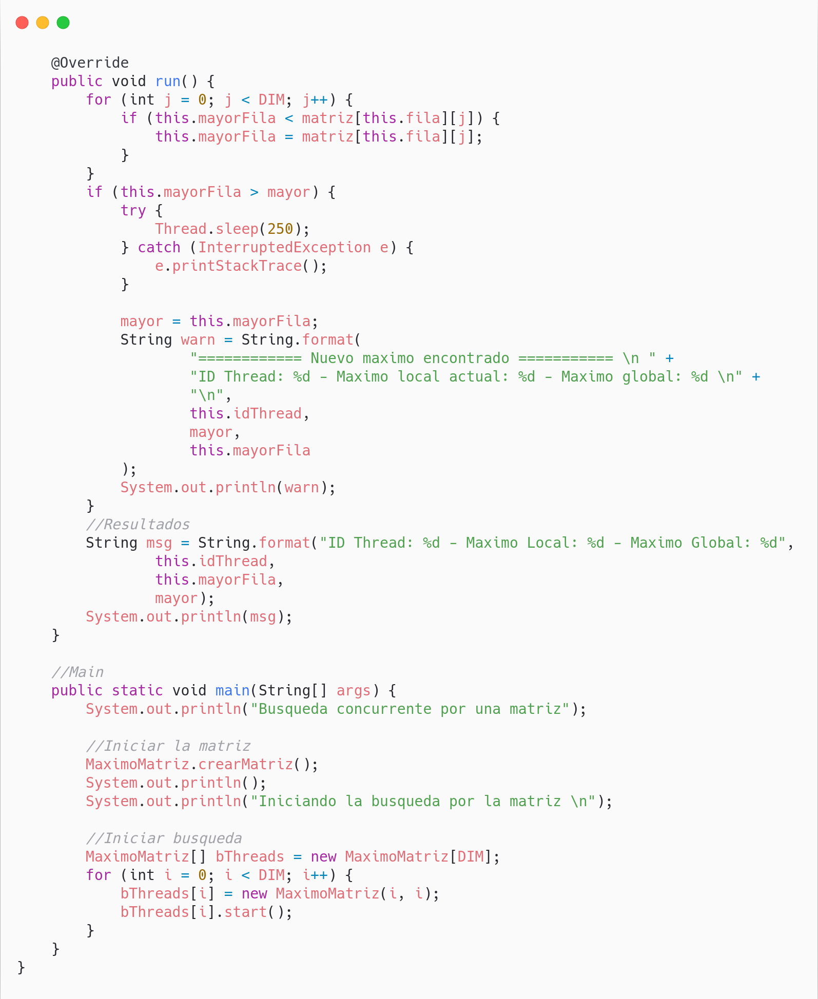 @Override
public void run() {
for (int j = 0; j < DIM; j++) {
if (this.mayorFila < matriz[this.fila][j]) {
this.mayorFila = matriz[this.fila][j];
}
}
if (this.mayorFila > mayor) {
try {
Thread.sleep(250);
} catch (InterruptedException e) {
e.printStackTrace();
}
mayor = this.mayorFila;
String warn = String.format(
"============ Nuevo maximo encontrado =========== \n " +
"ID Thread: %d - Maximo local actual: %d - Maximo global: %d \n" +
"\n",
this.idThread,
mayor,
this.mayorFila
);
System.out.println(warn);
}
//Resultados
String msg = String.format("ID Thread: %d - Maximo Local: %d - Maximo Global: %d",
this.idThread,
this.mayorFila,
mayor);
System.out.println(msg);
}
//Main
public static void main(String[] args) {
System.out.println("Busqueda concurrente por una matriz");
//Iniciar la matriz
MaximoMatriz.crearMatriz();
System.out.println();
System.out.println("Iniciando la busqueda por la matriz \n");
//Iniciar busqueda
MaximoMatriz[] bThreads = new MaximoMatriz[DIM];
for (int i = 0; i < DIM; i++) {
bThreads[i] = new MaximoMatriz(i, i);
bThreads[i].start();
}
}
}